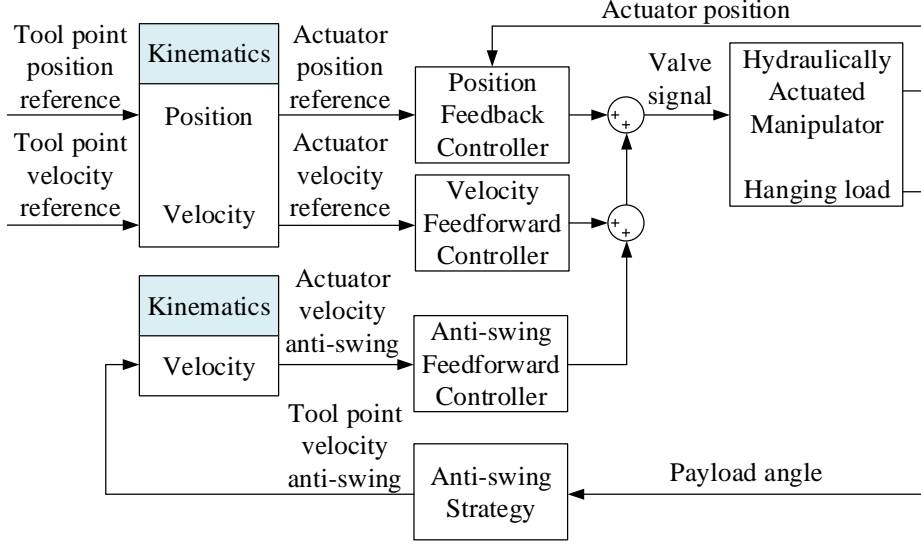 Tool point
position
reference
Tool point
velocity
reference
Kinematics
Position
Velocity
Actuator
position
reference
Actuator
velocity
reference
Actuator position
Position
Feedback
Controller
Velocity
Feedforward
Controller
+
+
+
+
Valve
signal
Hydraulically
Actuated
Manipulator
Hanging load
Kinematics
Velocity
Actuator
velocity
anti-swing
Anti-swing
Feedforward
Controller
Tool point
velocity
anti-swing
Anti-swing
Strategy
Payload angle